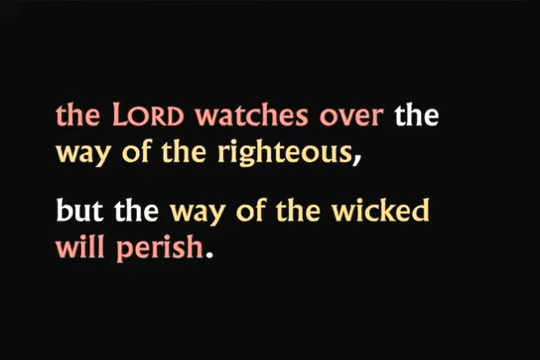 the LORD watches over the
way of the righteous,
but the way of the wicked
will perish.